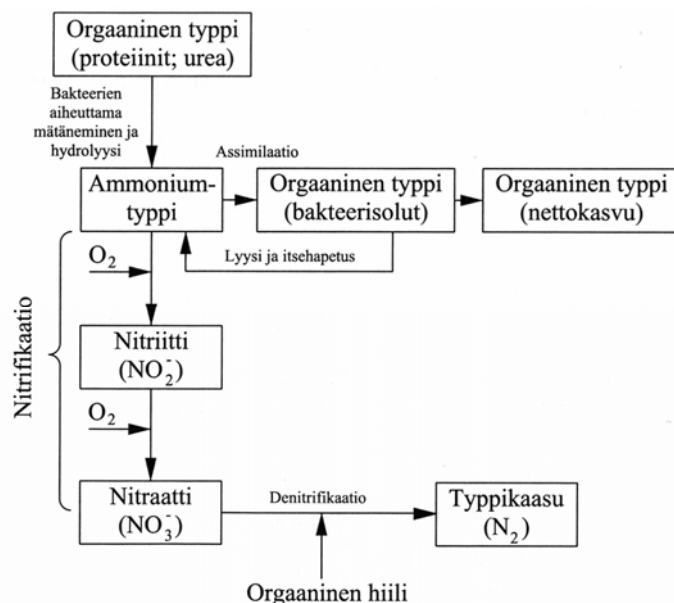 Orgaaninen typpi
(proteiinit; urea)
Bakteerien
aiheuttama
mätäneminen ja
hydrolyysi
Assimilaatio
Ammonium-
typpi
Orgaaninen typpi
(bakteerisolut)
Orgaaninen typpi
(nettokasvu)
Lyysi ja itsehapetus
O₂
Nitrifikaatio
Nitriitti
(NO₂⁻)
O₂
Nitraatti
(NO₃⁻)
Denitrifikaatio
Typpikaasu
(N₂)
Orgaaninen hiili